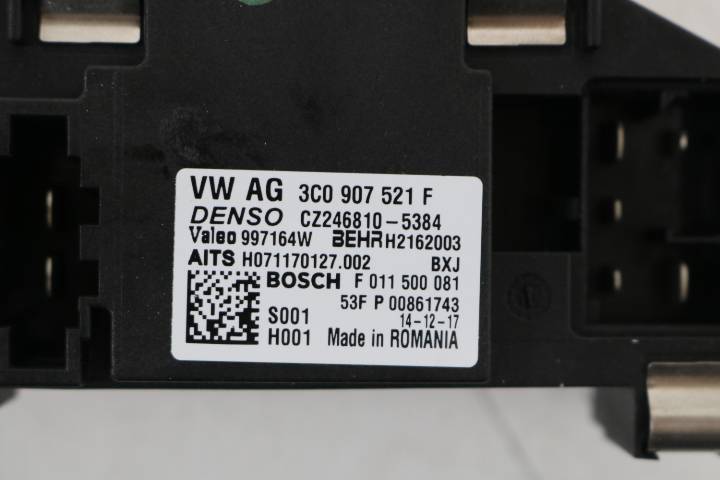 VW AG 3C0 907 521 F
DENSO CZ246810-5384
Valeo 997164W BEHR H2162003
AITS H071170127.002 BXJ
BOSCH F 011 500 081
53F P 00861743
S001 14-12-17
H001 Made in ROMANIA